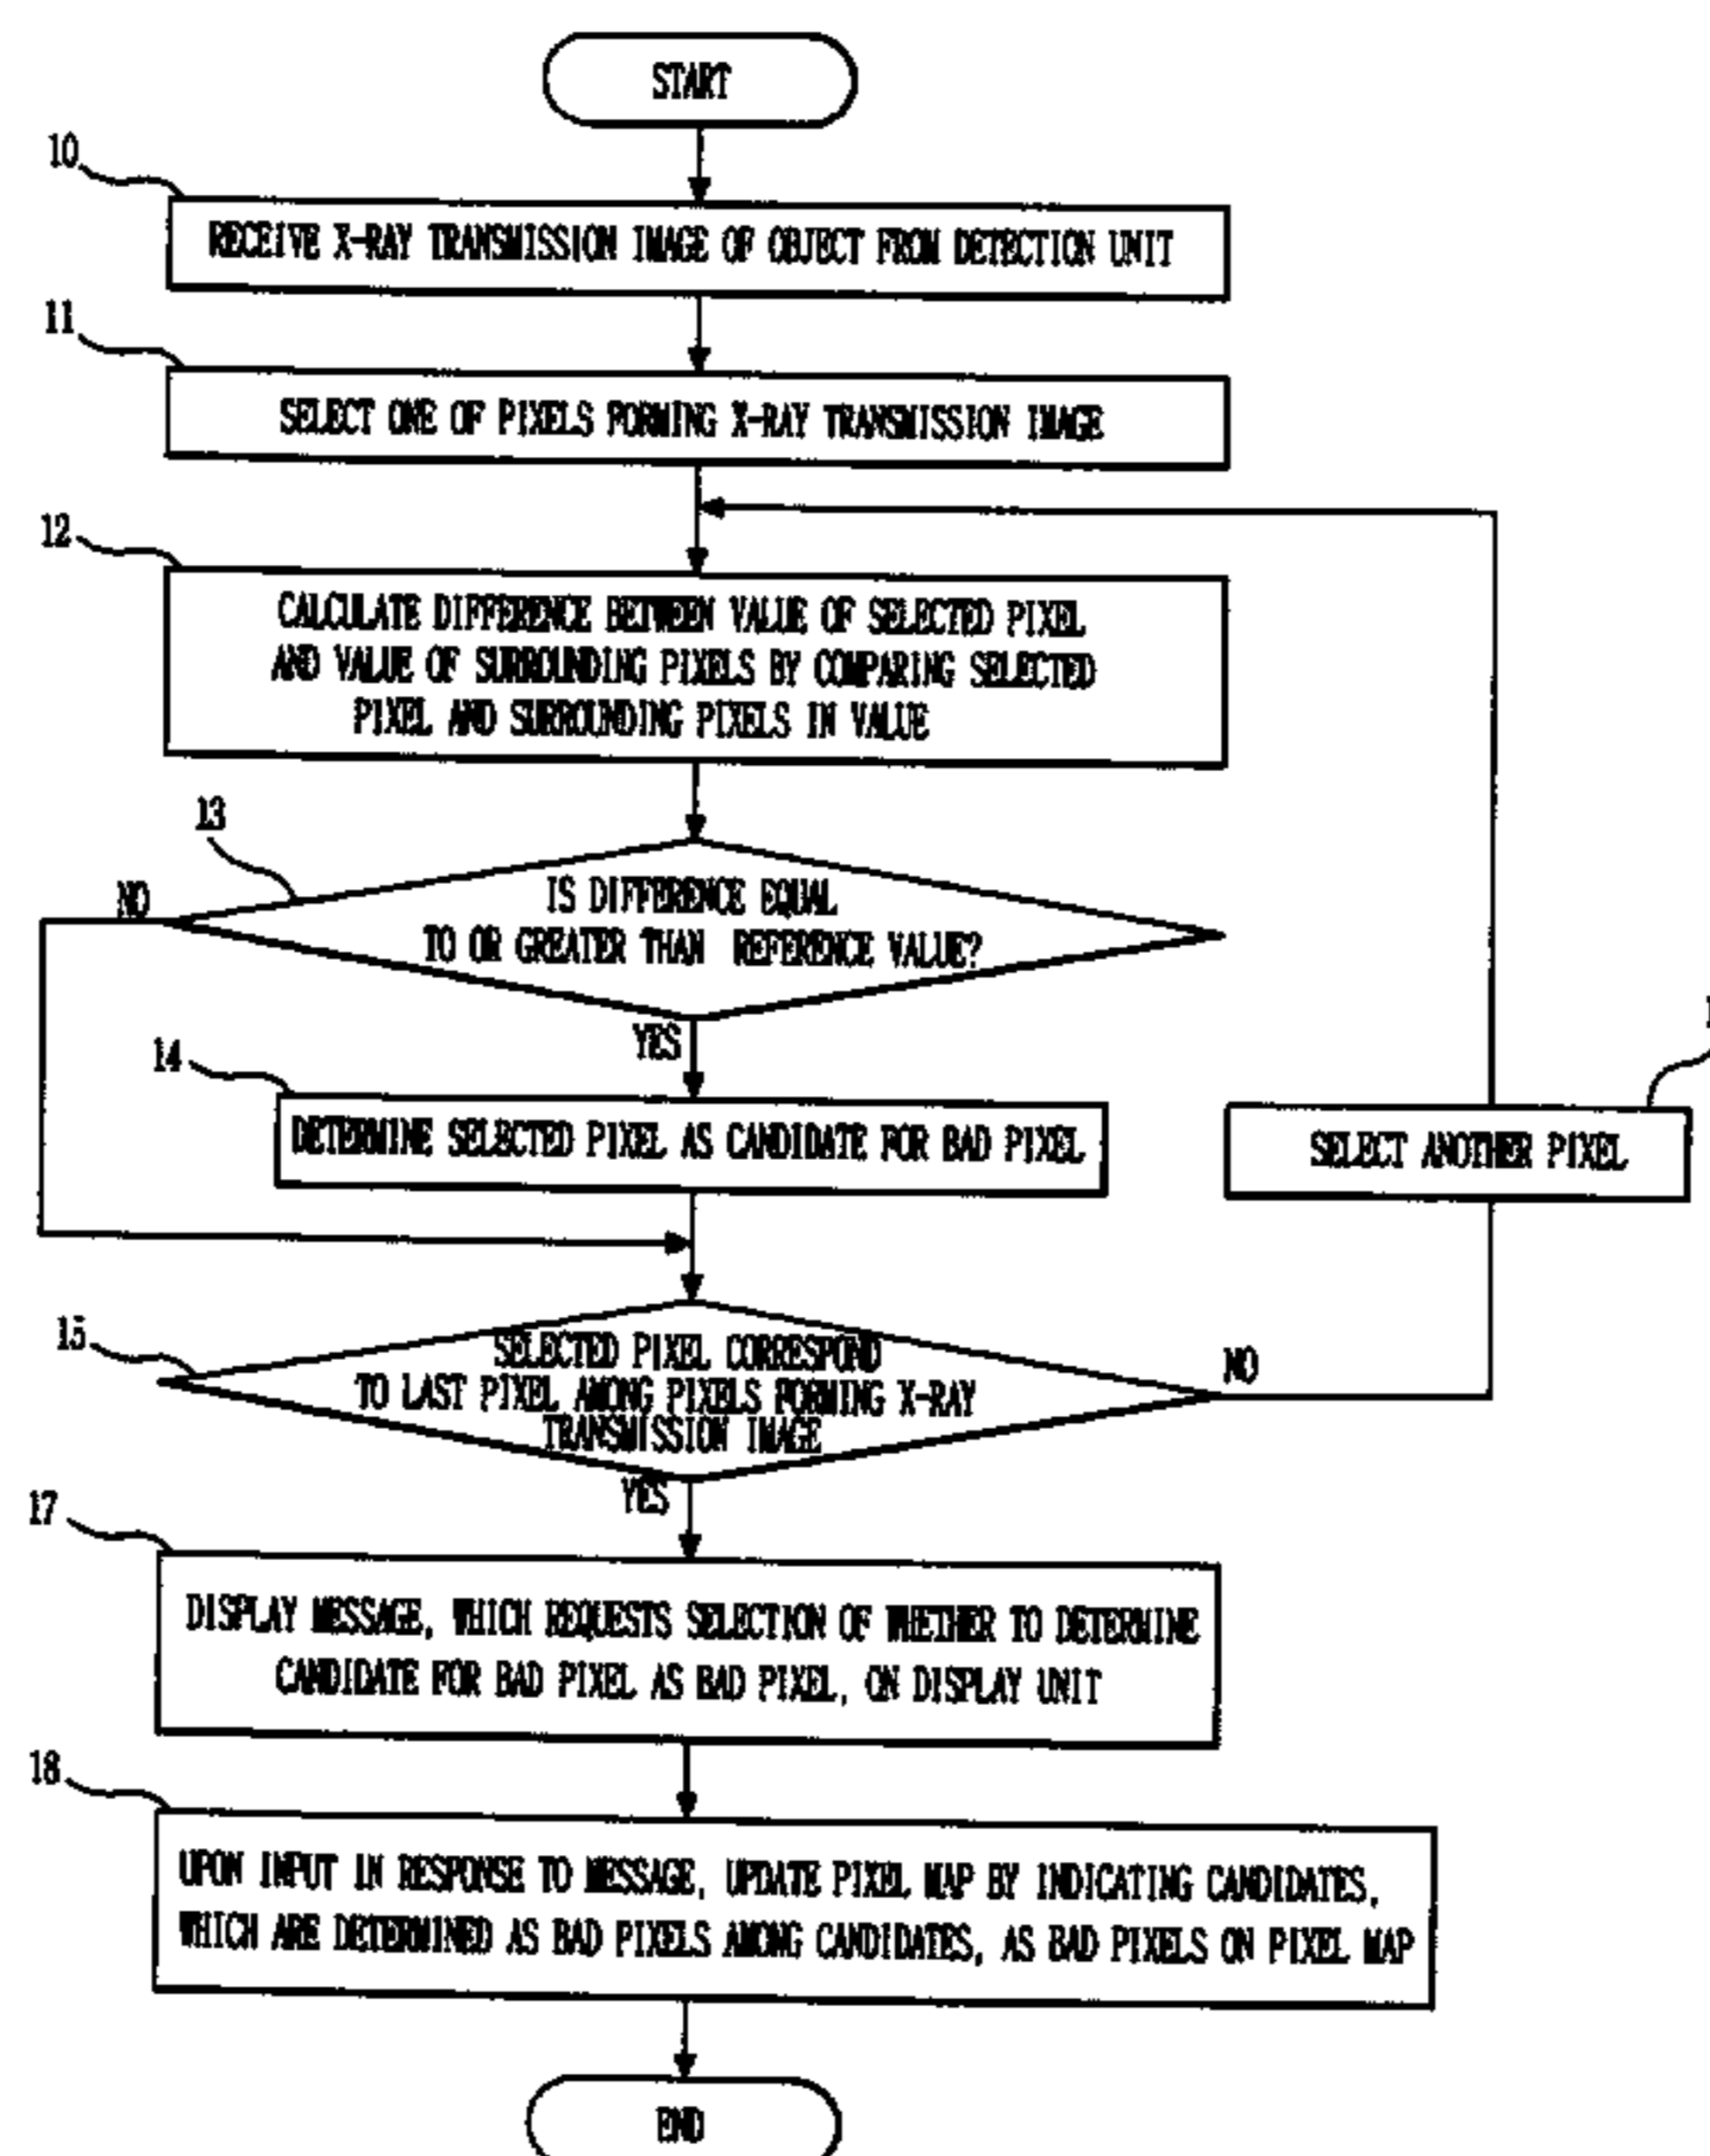 START
10
RECEIVE X-RAY TRANSMISSION IMAGE OF OBJECT FROM DETECTION UNIT
11
SELECT ONE OF PIXELS FORMING X-RAY TRANSMISSION IMAGE
12
CALCULATE DIFFERENCE BETWEEN VALUE OF SELECTED PIXEL
AND VALUE OF SURROUNDING PIXELS BY COMPARING SELECTED
PIXEL AND SURROUNDING PIXELS IN VALUE
13
NO
IS DIFFERENCE EQUAL
TO OR GREATER THAN REFERENCE VALUE?
YES
14
DETERMINE SELECTED PIXEL AS CANDIDATE FOR BAD PIXEL
SELECT ANOTHER PIXEL
15
SELECTED PIXEL CORRESPOND
TO LAST PIXEL AMONG PIXELS FORMING X-RAY
TRANSMISSION IMAGE
NO
YES
17
DISPLAY MESSAGE, WHICH REQUESTS SELECTION OF WHETHER TO DETERMINE
CANDIDATE FOR BAD PIXEL AS BAD PIXEL, ON DISPLAY UNIT
18
UPON INPUT IN RESPONSE TO MESSAGE, UPDATE PIXEL MAP BY INDICATING CANDIDATES,
WHICH ARE DETERMINED AS BAD PIXELS AMONG CANDIDATES, AS BAD PIXELS ON PIXEL MAP
END